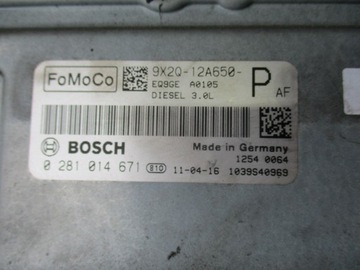 FoMoCo
9X2Q-12A650-
P
AF
EQ9GE A0105
DIESEL 3.0L
BOSCH
Made in Germany
1254 0064
0 281 014 671
810
11-04-16 1039S40969